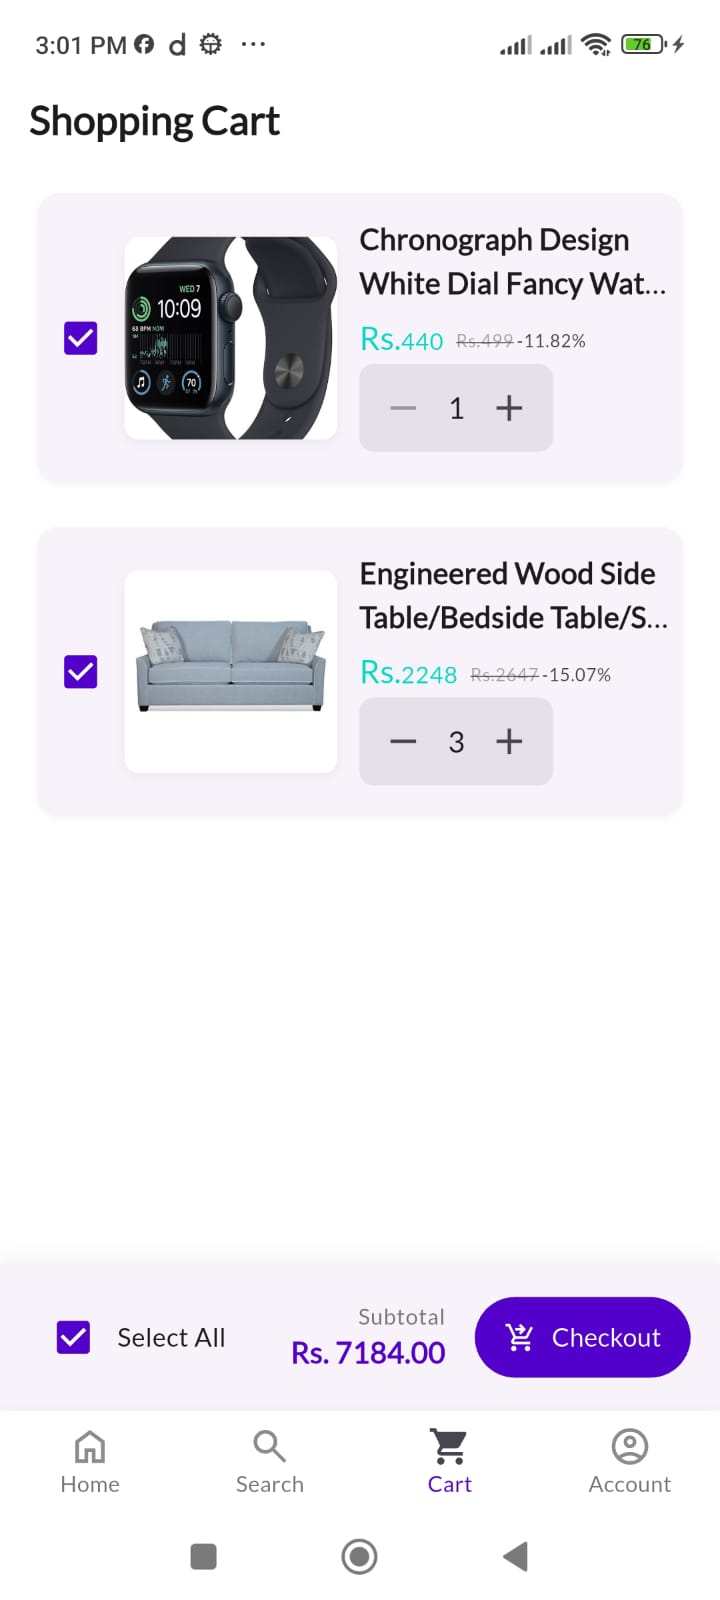 3:01 PM
76
Shopping Cart
WED 7
10:09
68 BPM NOW
70
Chronograph Design
White Dial Fancy Wat...
Rs.440 Rs.499 -11.82%
1
Engineered Wood Side
Table/Bedside Table/S...
Rs.2248 Rs.2647 -15.07%
3
Select All
Subtotal
Rs. 7184.00
Checkout
Home
Search
Cart
Account